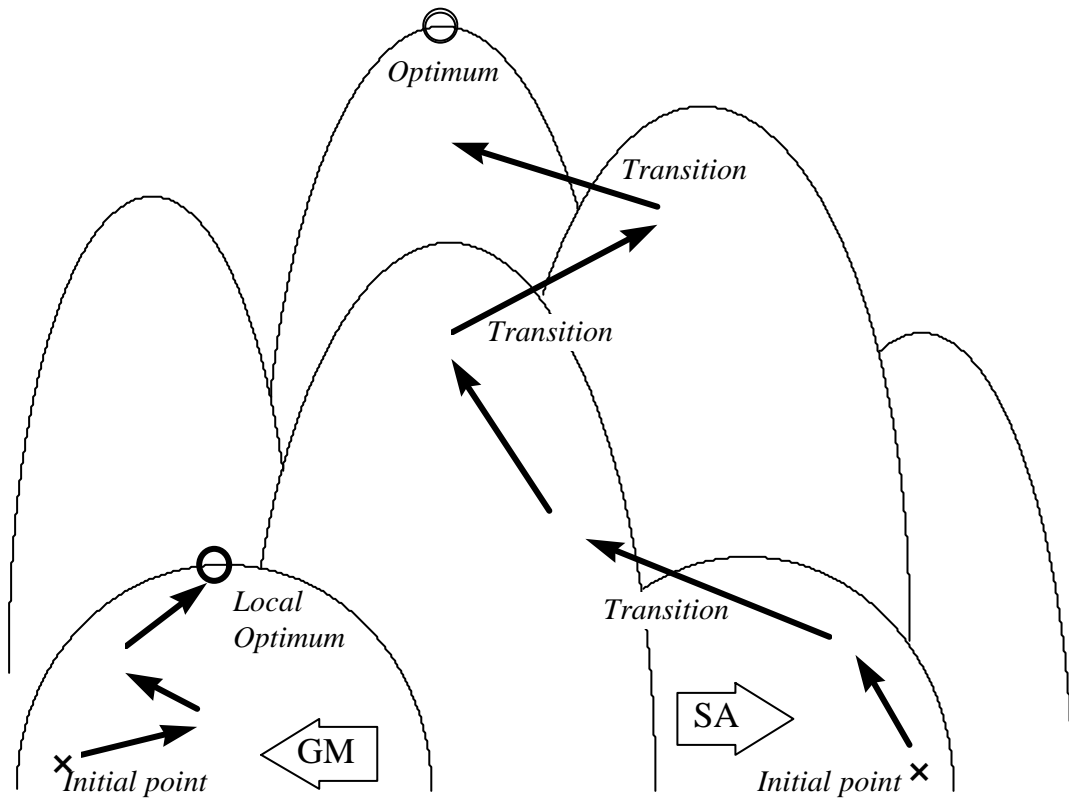 Optimum
Transition
Transition
Local
Optimum
Transition
GM
SA
Initial point
Initial point